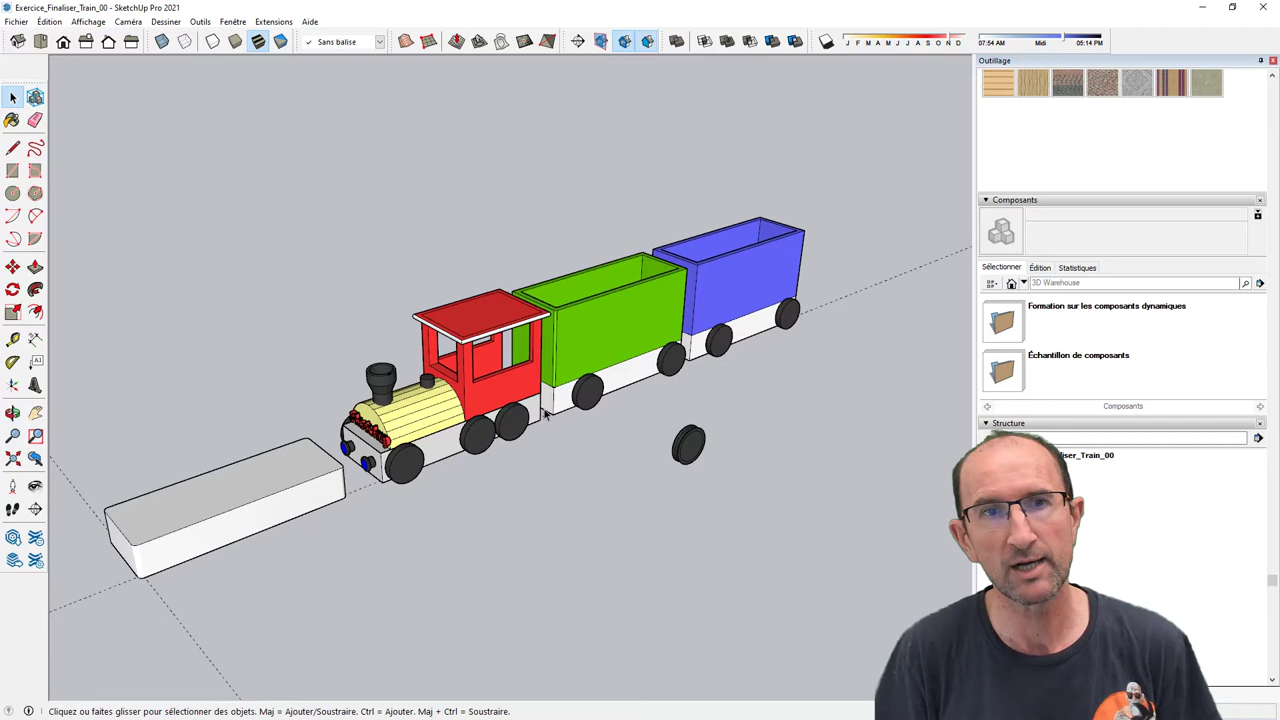 Exercice_Finaliser_Train_00 - SketchUp Pro 2021
Fichier Édition Affichage Caméra Dessiner Outils Fenêtre Extensions Aide
✓ Sans balise
J F M A M J J A S O N D
07:54 AM Midi 05:14 PM
Outillage
Composants
Sélectionner Édition Statistiques
3D Warehouse
Formation sur les composants dynamiques
Échantillon de composants
Composants
Structure
aliser_Train_00
Cliquez ou faites glisser pour sélectionner des objets. Maj = Ajouter/Soustraire. Ctrl = Ajouter. Maj + Ctrl = Soustraire.